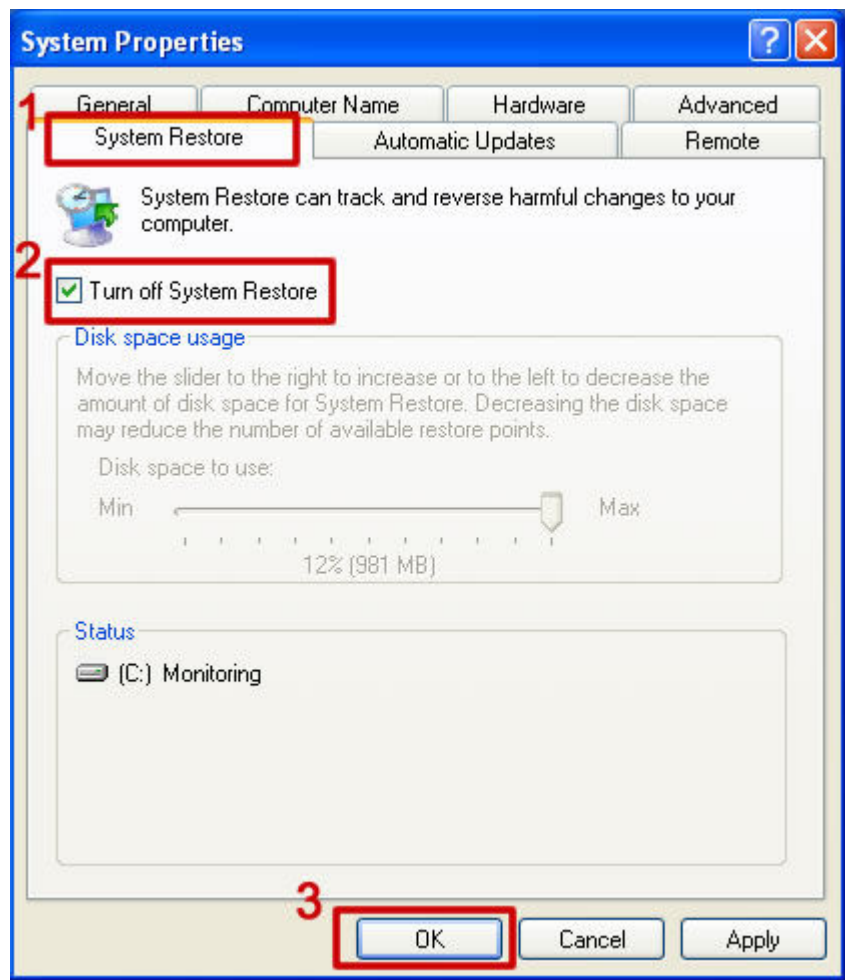 System Properties
?
X
General
Computer Name
Hardware
Advanced
1
System Restore
Automatic Updates
Remote
System Restore can track and reverse harmful changes to your
computer.
2
Turn off System Restore
Disk space usage
Move the slider to the right to increase or to the left to decrease the
amount of disk space for System Restore. Decreasing the disk space
may reduce the number of available restore points.
Disk space to use:
Min
Max
12% (981 MB)
Status
(C:) Monitoring
3
OK
Cancel
Apply